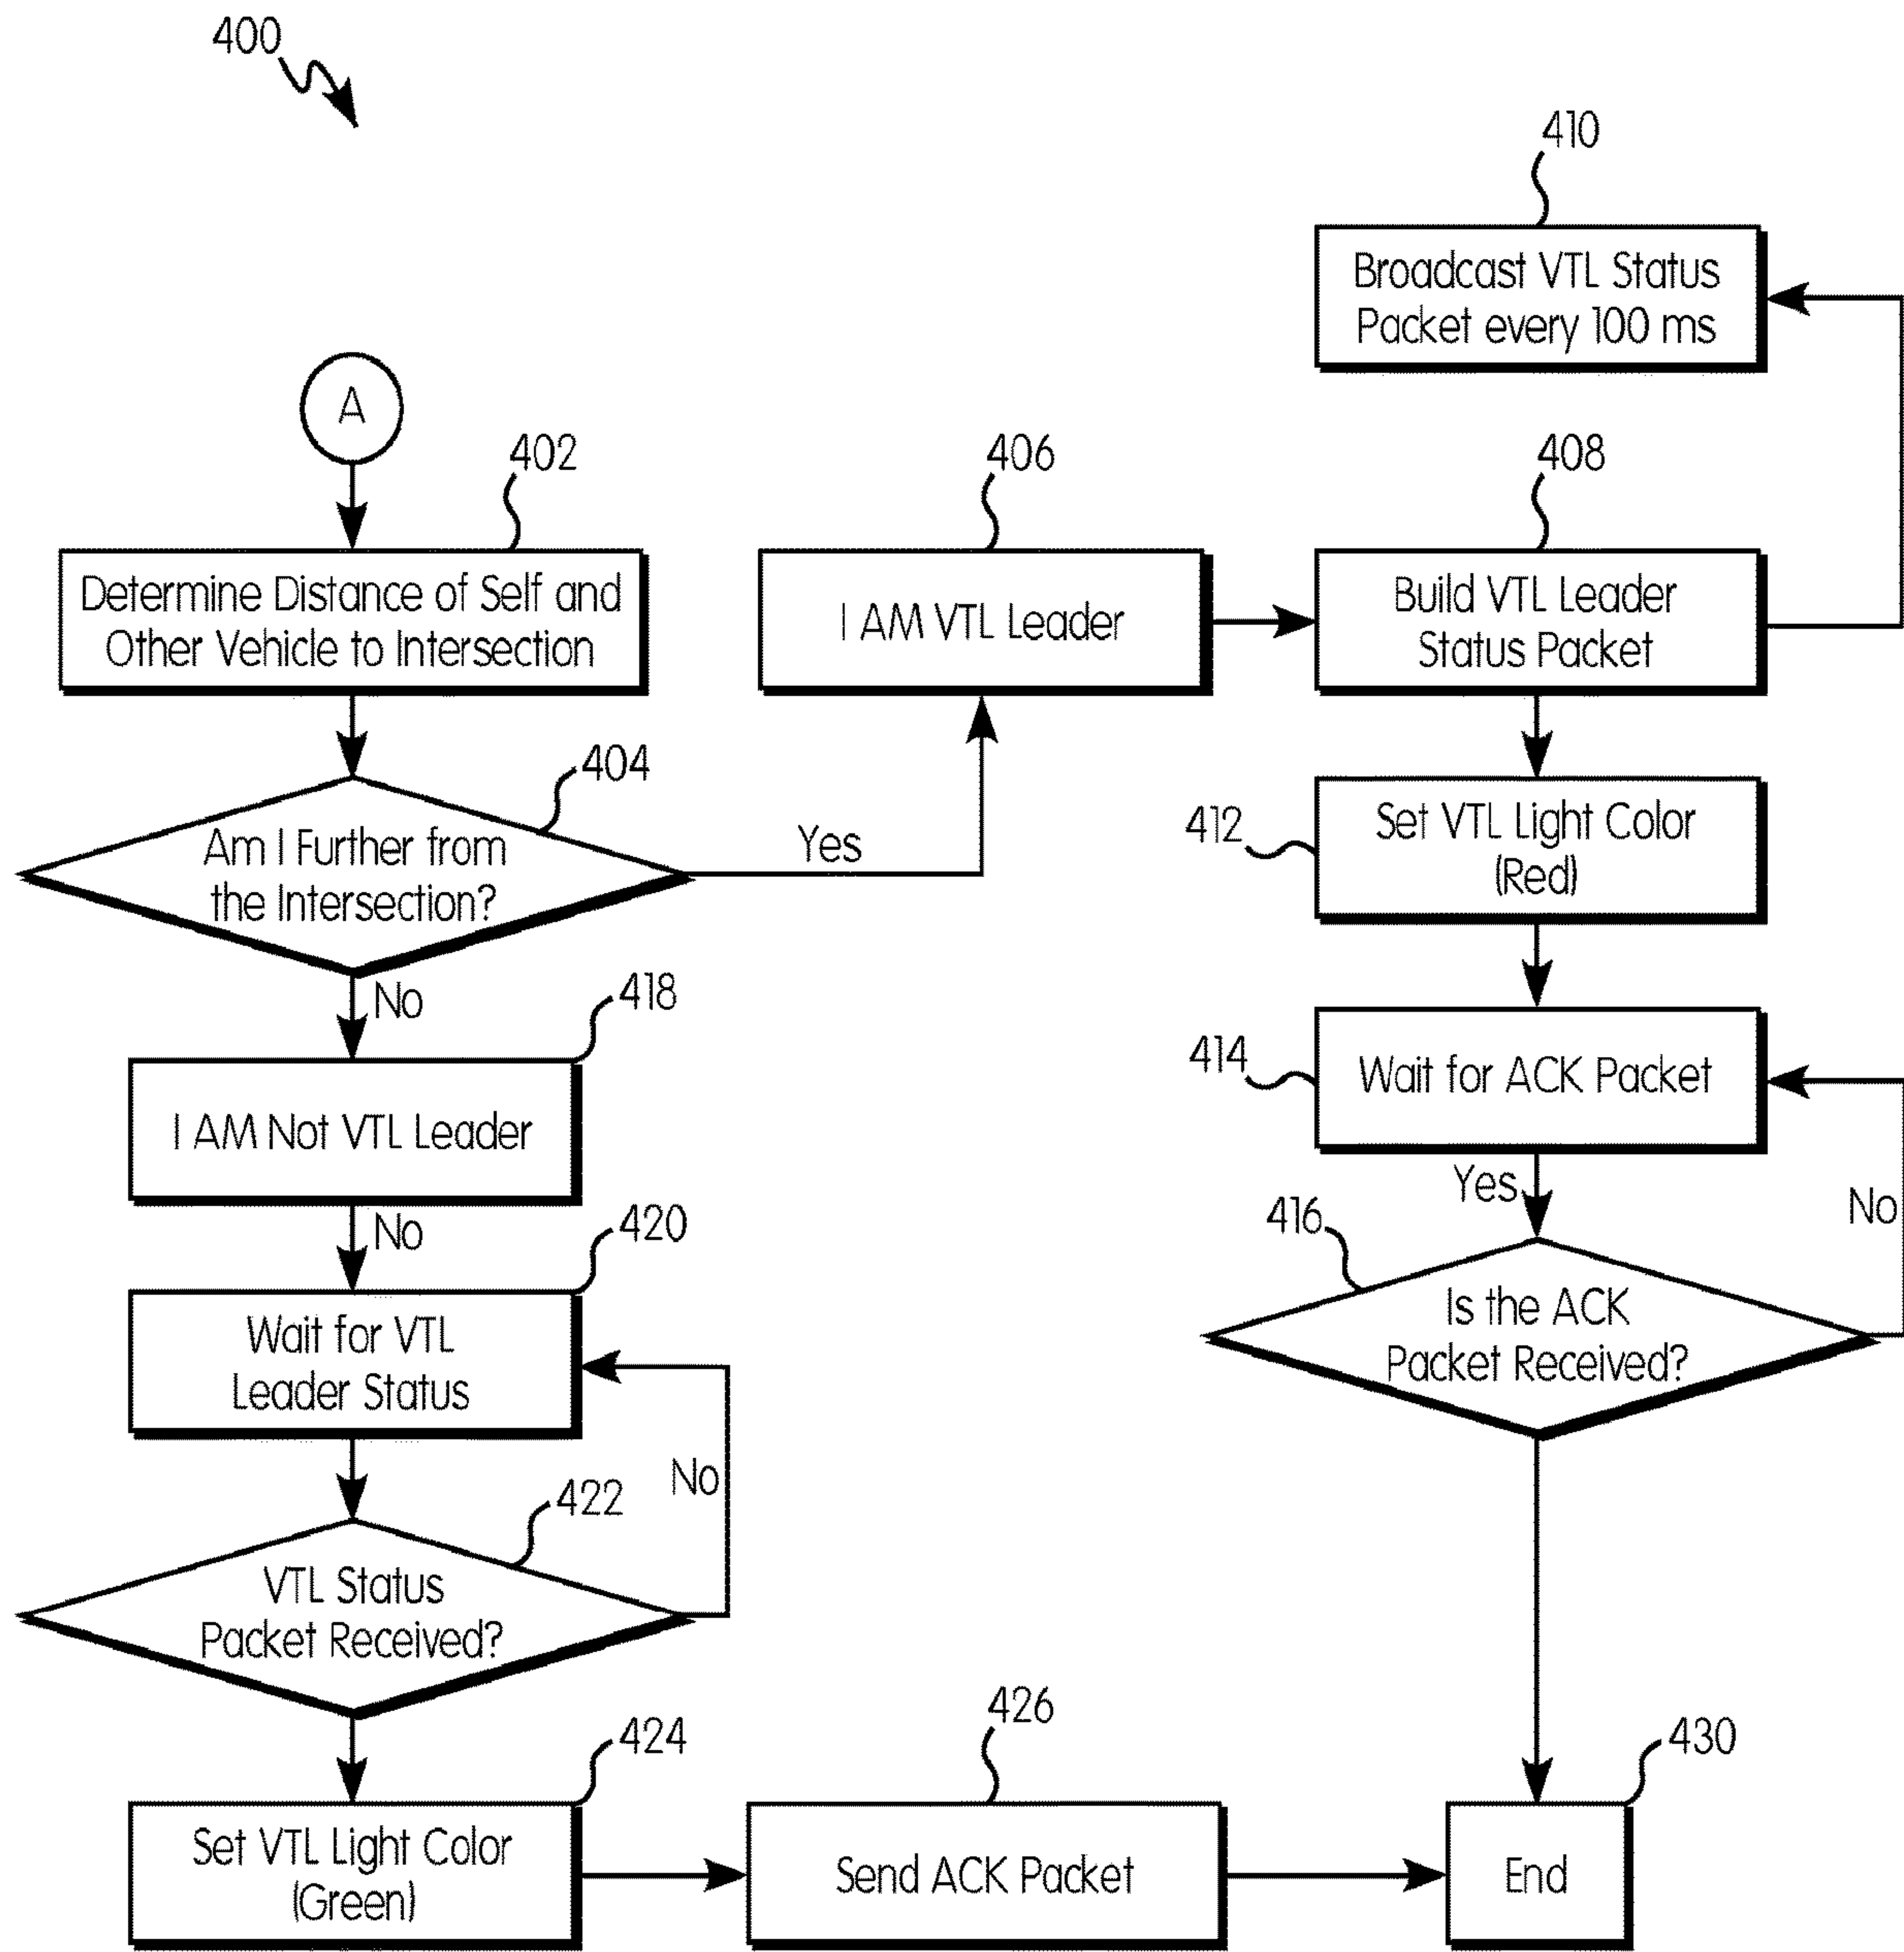 400
410
Broadcast VTL Status
Packet every 100 ms
A
402
406
408
Determine Distance of Self and
Other Vehicle to Intersection
I AM VTL Leader
Build VTL Leader
Status Packet
404
Am I Further from
the Intersection?
Yes
412
Set VTL Light Color
(Red)
No
418
I AM Not VTL Leader
414
Wait for ACK Packet
No
420
Yes
No
416
Wait for VTL
Leader Status
Is the ACK
Packet Received?
No
422
VTL Status
Packet Received?
424
426
430
Set VTL Light Color
(Green)
Send ACK Packet
End